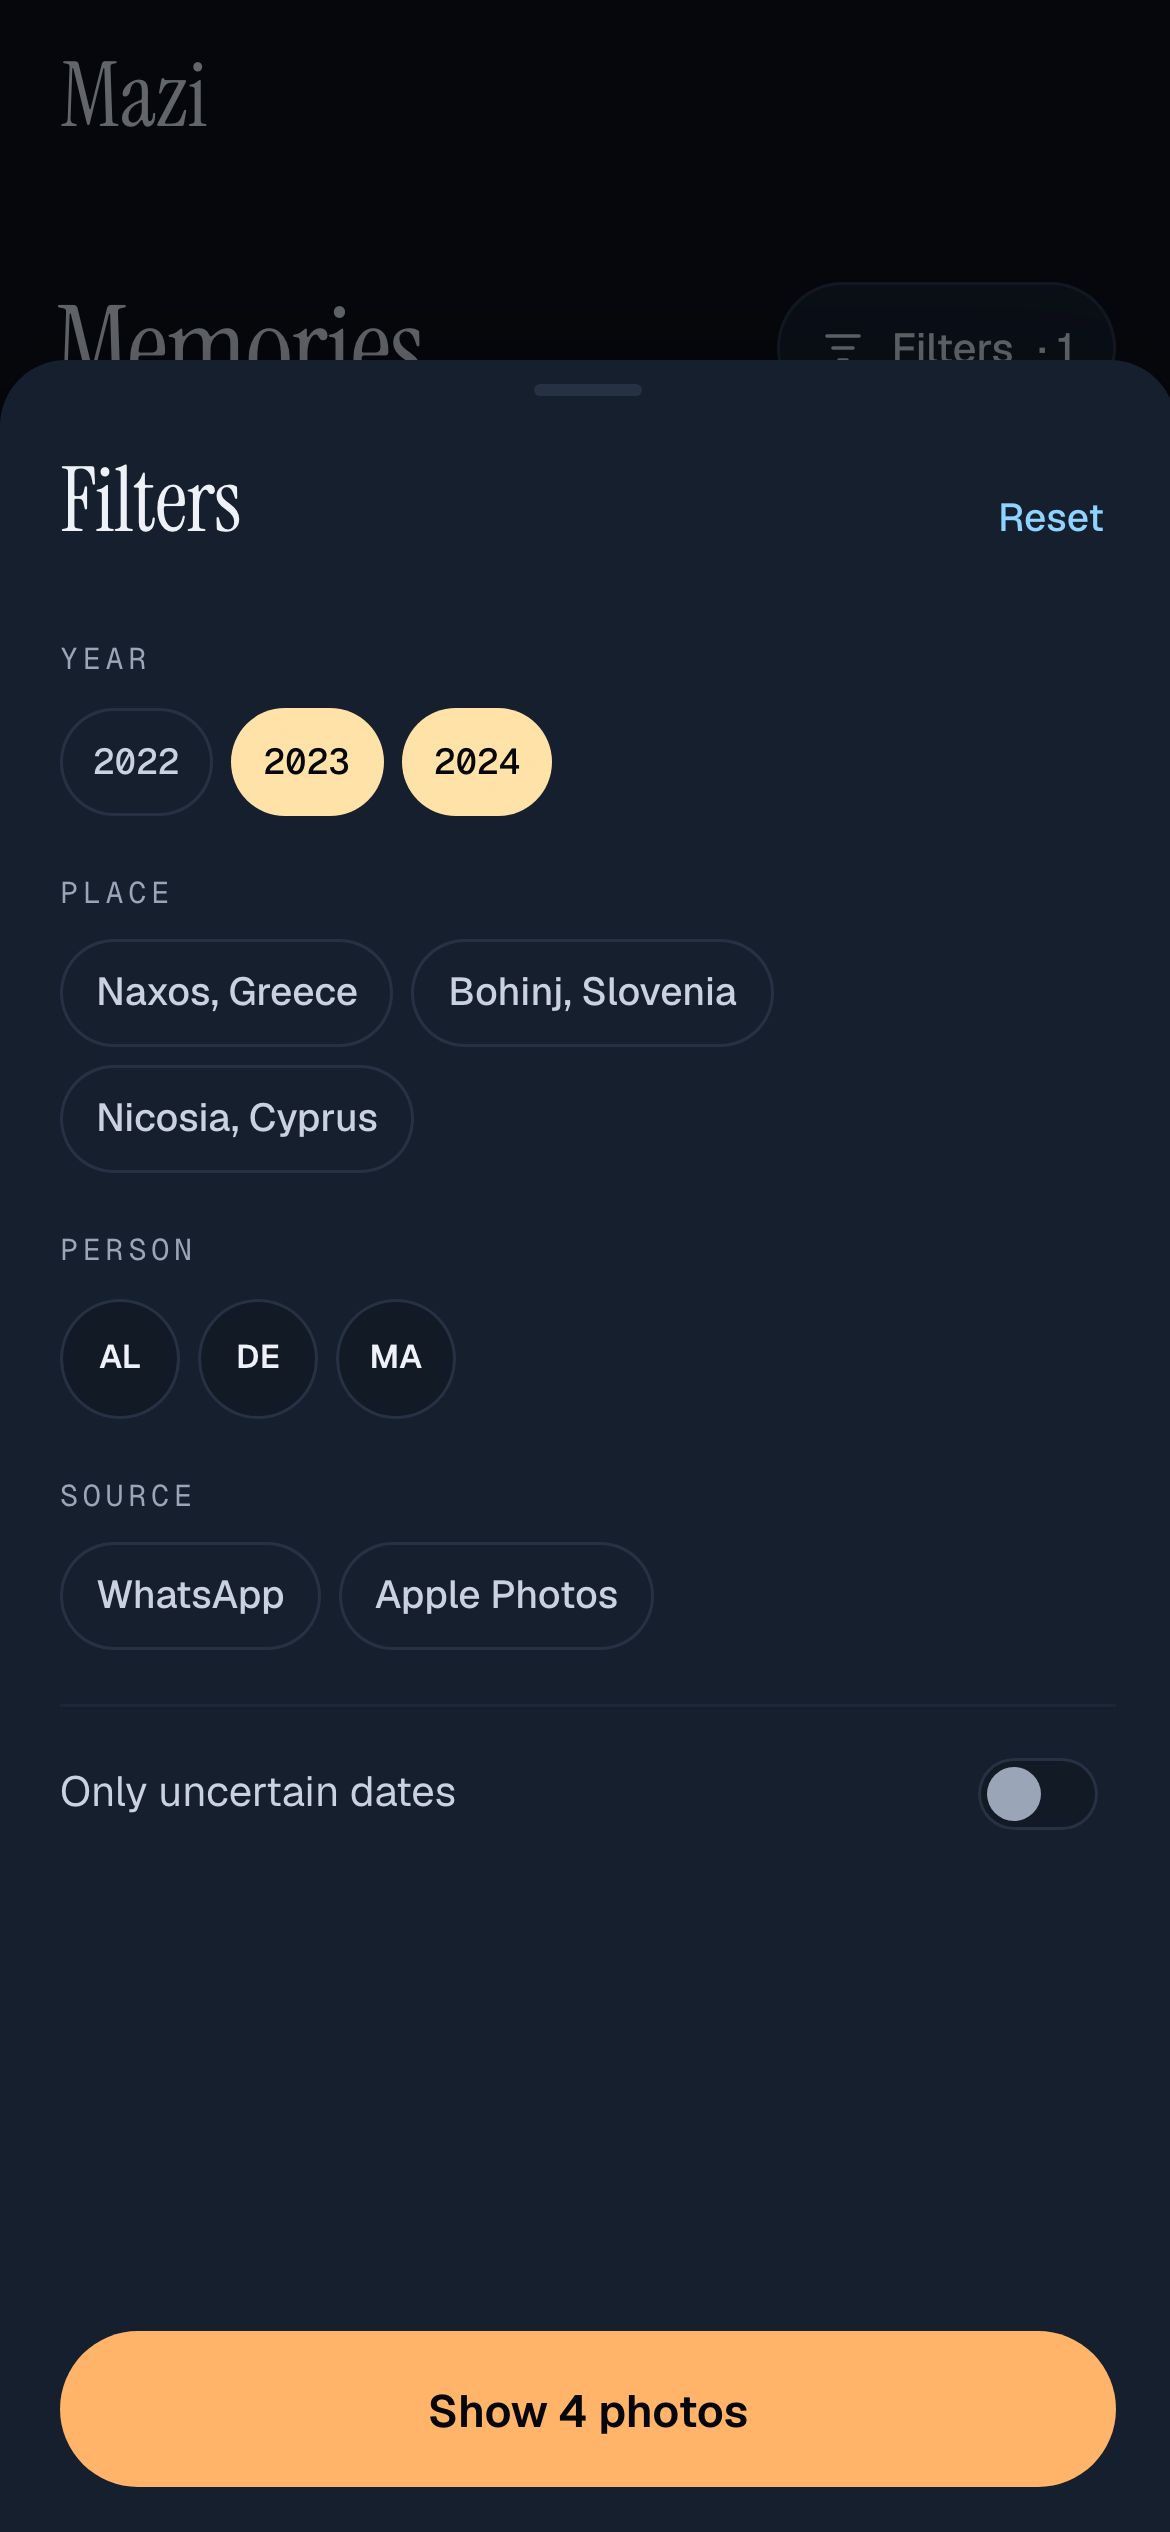 Mazi
Memories
Filters · 1
Filters
Reset
YEAR
2022 2023 2024
PLACE
Naxos, Greece Bohinj, Slovenia
Nicosia, Cyprus
PERSON
AL DE MA
SOURCE
WhatsApp Apple Photos
Only uncertain dates
Show 4 photos